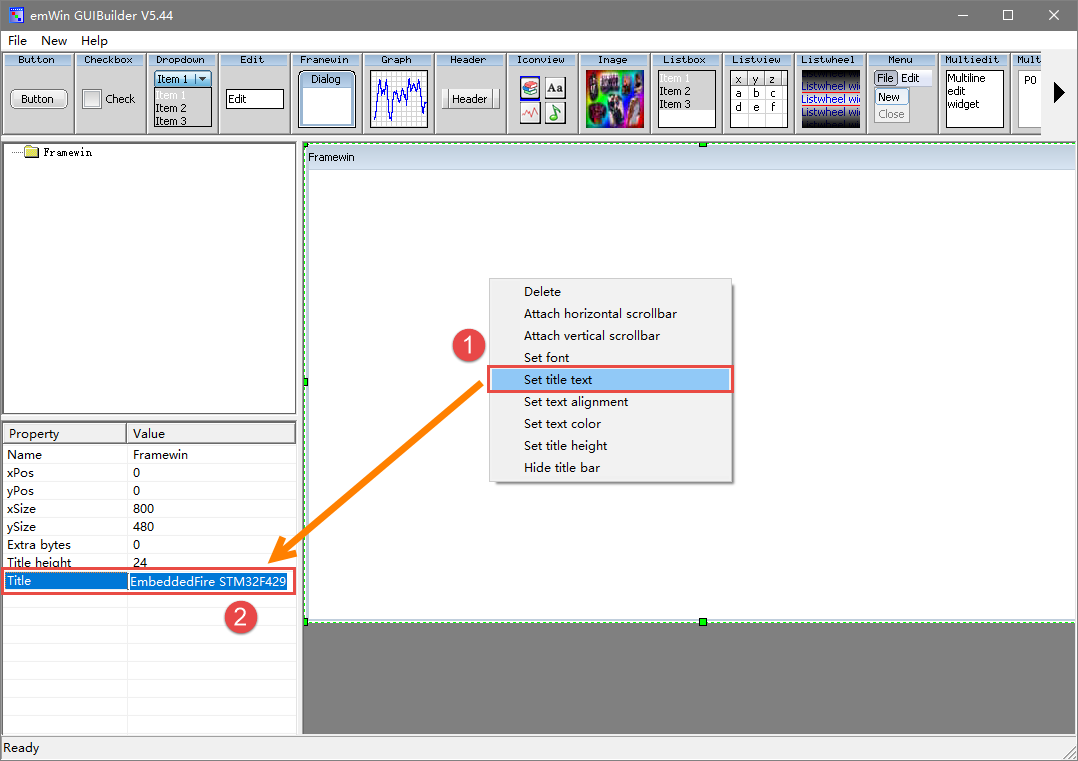 emWin GUIBuilder V5.44
File New Help
Button Checkbox Dropdown Edit Framewin Graph Header Iconview Image Listbox Listview Listwheel Menu Multiedit Mult
Button
Check
Item 1
Item 1
Item 2
Item 3
Edit
Dialog
Header
Aa
Item 1
Item 2
Item 3
x y z
a b c
d e f
Listwheel wi
Listwheel wi
Listwheel wi
File Edit
New
Close
Multiline
edit
widget
P0
Framewin
Framewin
Delete
Attach horizontal scrollbar
Attach vertical scrollbar
Set font
Set title text
Set text alignment
Set text color
Set title height
Hide title bar
1
Property Value
Name Framewin
xPos 0
yPos 0
xSize 800
ySize 480
Extra bytes 0
Title height 24
Title EmbeddedFire STM32F429
2
Ready